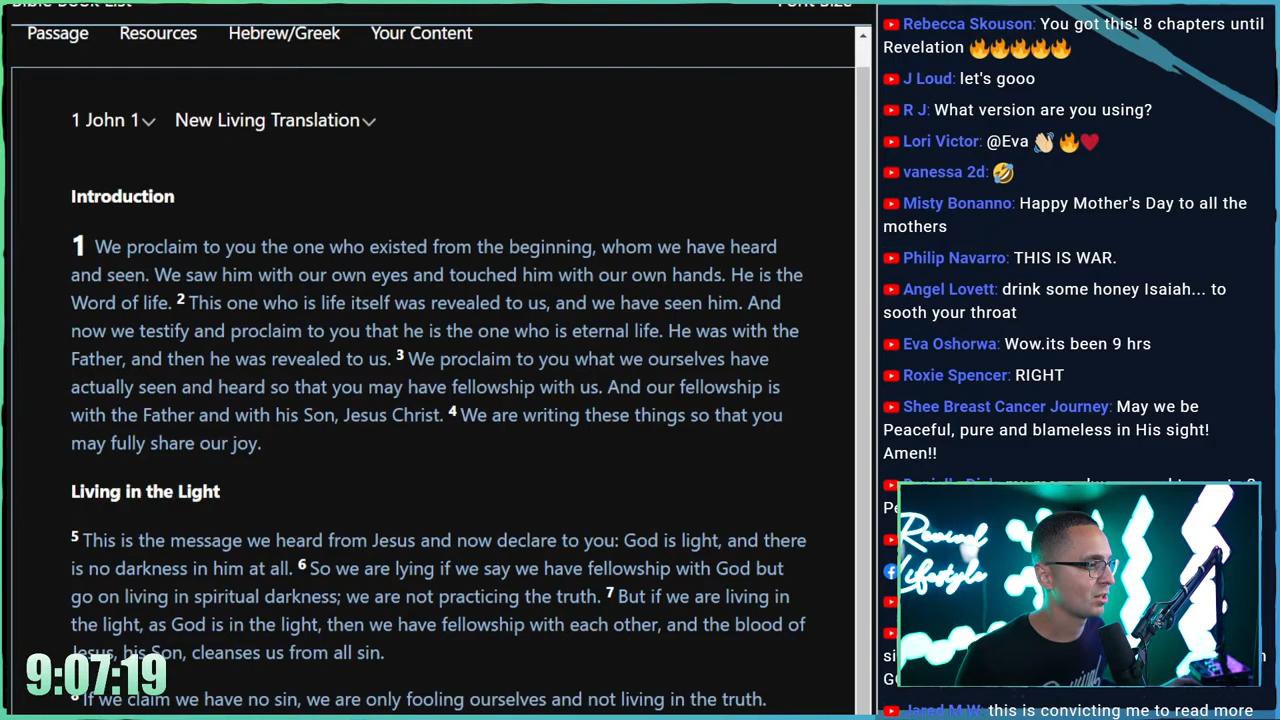 Passage Resources Hebrew/Greek Your Content
1 John 1 New Living Translation
Introduction
1 We proclaim to you the one who existed from the beginning, whom we have heard
and seen. We saw him with our own eyes and touched him with our own hands. He is the
Word of life. 2 This one who is life itself was revealed to us, and we have seen him. And
now we testify and proclaim to you that he is the one who is eternal life. He was with the
Father, and then he was revealed to us. 3 We proclaim to you what we ourselves have
actually seen and heard so that you may have fellowship with us. And our fellowship is
with the Father and with his Son, Jesus Christ. 4 We are writing these things so that you
may fully share our joy.
Living in the Light
5 This is the message we heard from Jesus and now declare to you: God is light, and there
is no darkness in him at all. 6 So we are lying if we say we have fellowship with God but
go on living in spiritual darkness; we are not practicing the truth. 7 But if we are living in
the light, as God is in the light, then we have fellowship with each other, and the blood of
Jesus, his Son, cleanses us from all sin.
If we claim we have no sin, we are only fooling ourselves and not living in the truth.
9:07:19
Rebecca Skouson: You got this! 8 chapters until
Revelation 🔥🔥🔥🔥🔥
J Loud: let's gooo
R J: What version are you using?
Lori Victor: @Eva 👋🏻 🔥♥️
vanessa 2d: 🤣
Misty Bonanno: Happy Mother's Day to all the
mothers
Philip Navarro: THIS IS WAR.
Angel Lovett: drink some honey Isaiah... to
sooth your throat
Eva Oshorwa: Wow.its been 9 hrs
Roxie Spencer: RIGHT
Shee Breast Cancer Journey: May we be
Peaceful, pure and blameless in His sight!
Amen!!
Revival
Lifestyle
Jared M W: this is convicting me to read more